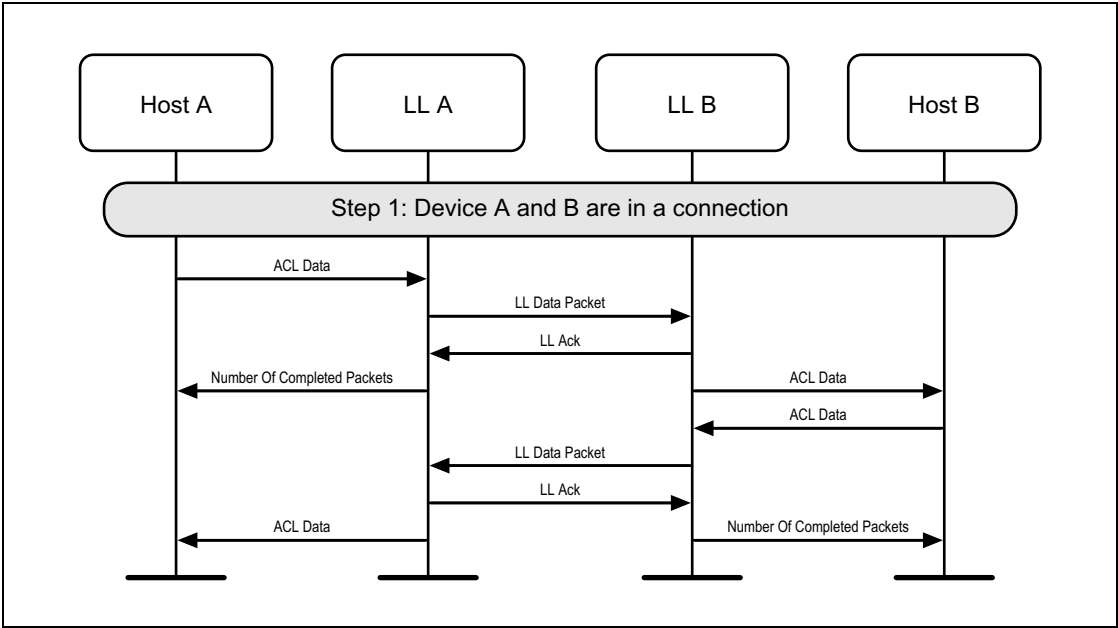 Host A
LL A
LL B
Host B
Step 1: Device A and B are in a connection
ACL Data
LL Data Packet
LL Ack
Number Of Completed Packets
ACL Data
ACL Data
LL Data Packet
LL Ack
ACL Data
Number Of Completed Packets